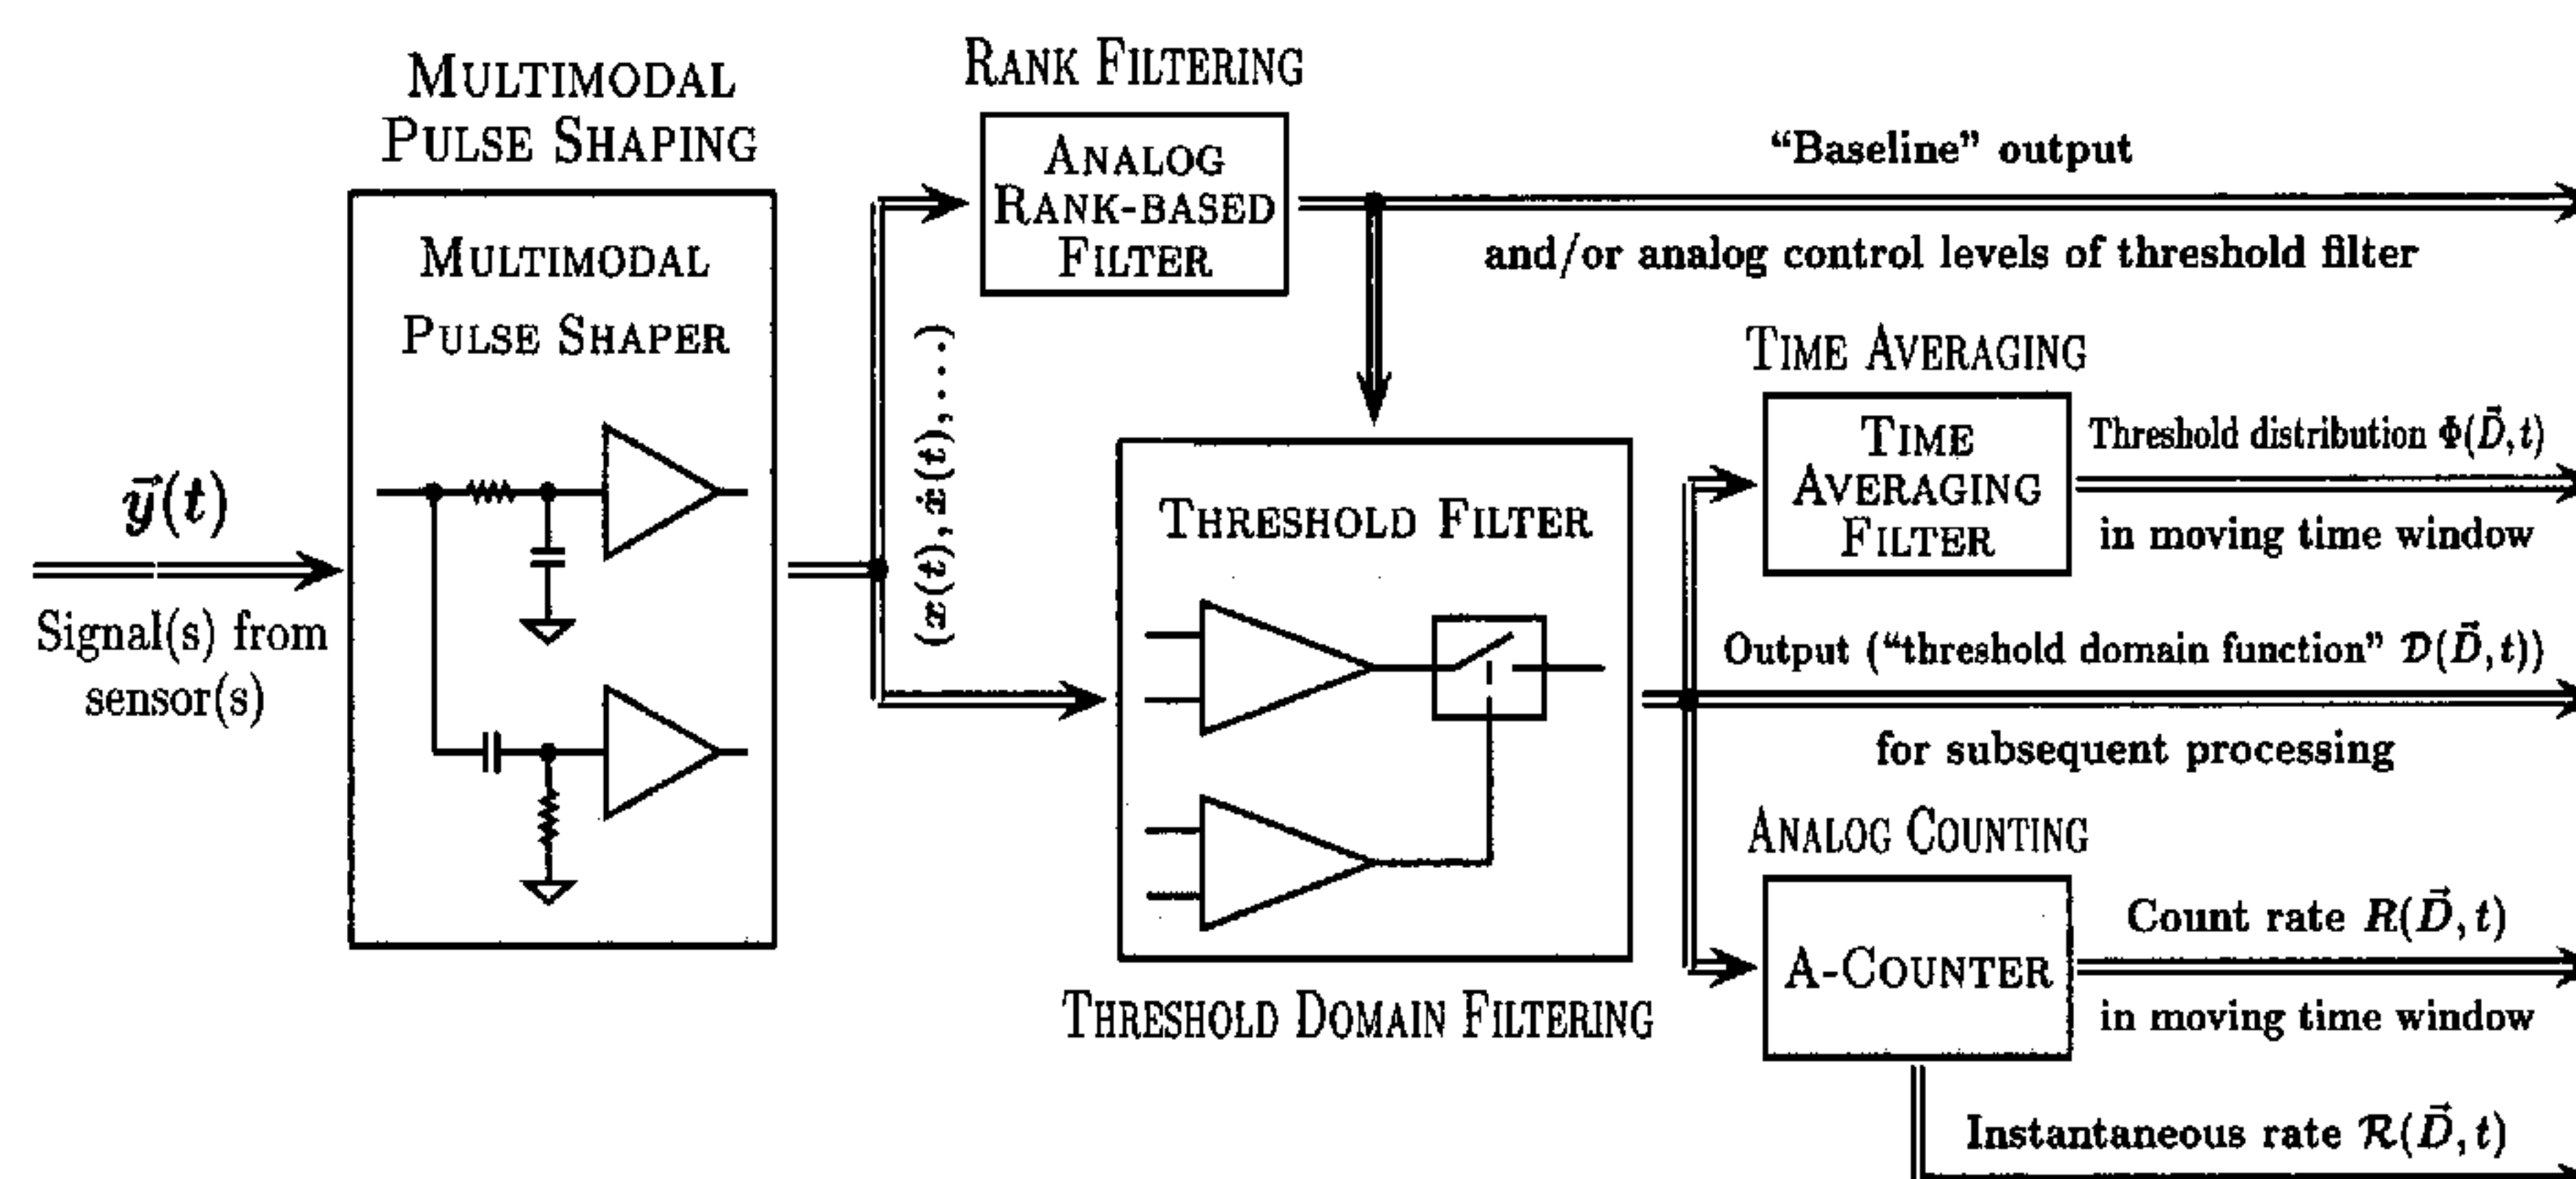 MULTIMODAL
PULSE SHAPING
MULTIMODAL
PULSE SHAPER
y⃗(t)
Signal(s) from
sensor(s)
RANK FILTERING
ANALOG
RANK-BASED
FILTER
(x(t), ẋ(t), ...)
“Baseline” output
and/or analog control levels of threshold filter
THRESHOLD FILTER
THRESHOLD DOMAIN FILTERING
TIME AVERAGING
TIME
AVERAGING
FILTER
Threshold distribution Φ(D⃗, t)
in moving time window
Output (“threshold domain function” 𝒟(D⃗, t))
for subsequent processing
ANALOG COUNTING
A-COUNTER
Count rate R(D⃗, t)
in moving time window
Instantaneous rate ℛ(D⃗, t)